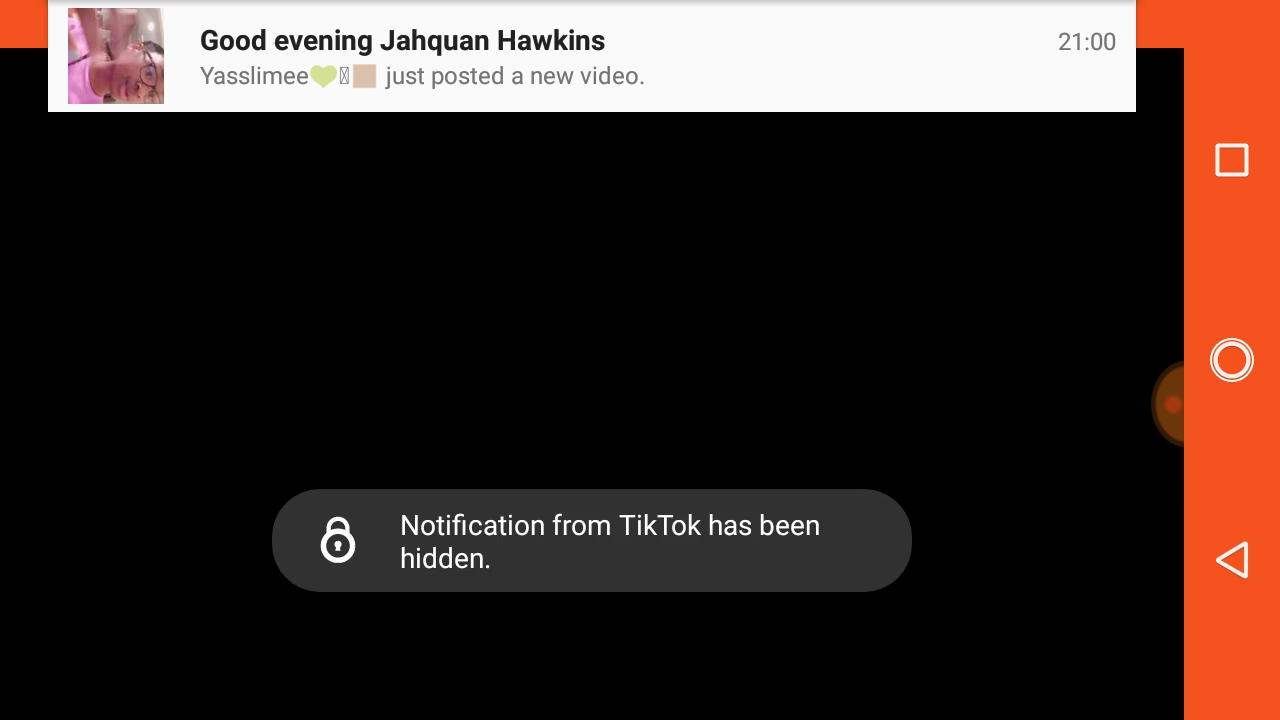 Good evening Jahquan Hawkins
21:00
Yasslimee💚▯🏼 just posted a new video.
Notification from TikTok has been
hidden.